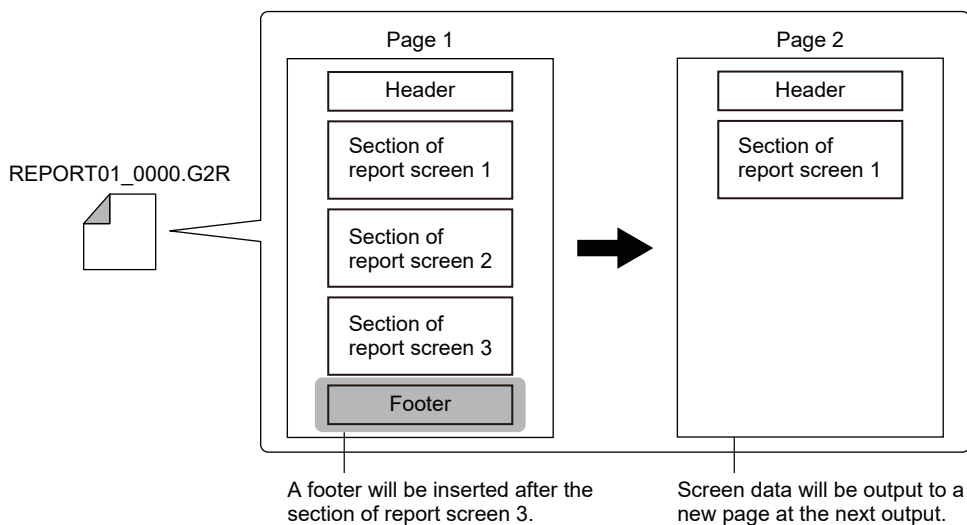 REPORT01_0000.G2R
Page 1
Header
Section of
report screen 1
Section of
report screen 2
Section of
report screen 3
Footer
A footer will be inserted after the
section of report screen 3.
Page 2
Header
Section of
report screen 1
Screen data will be output to a
new page at the next output.